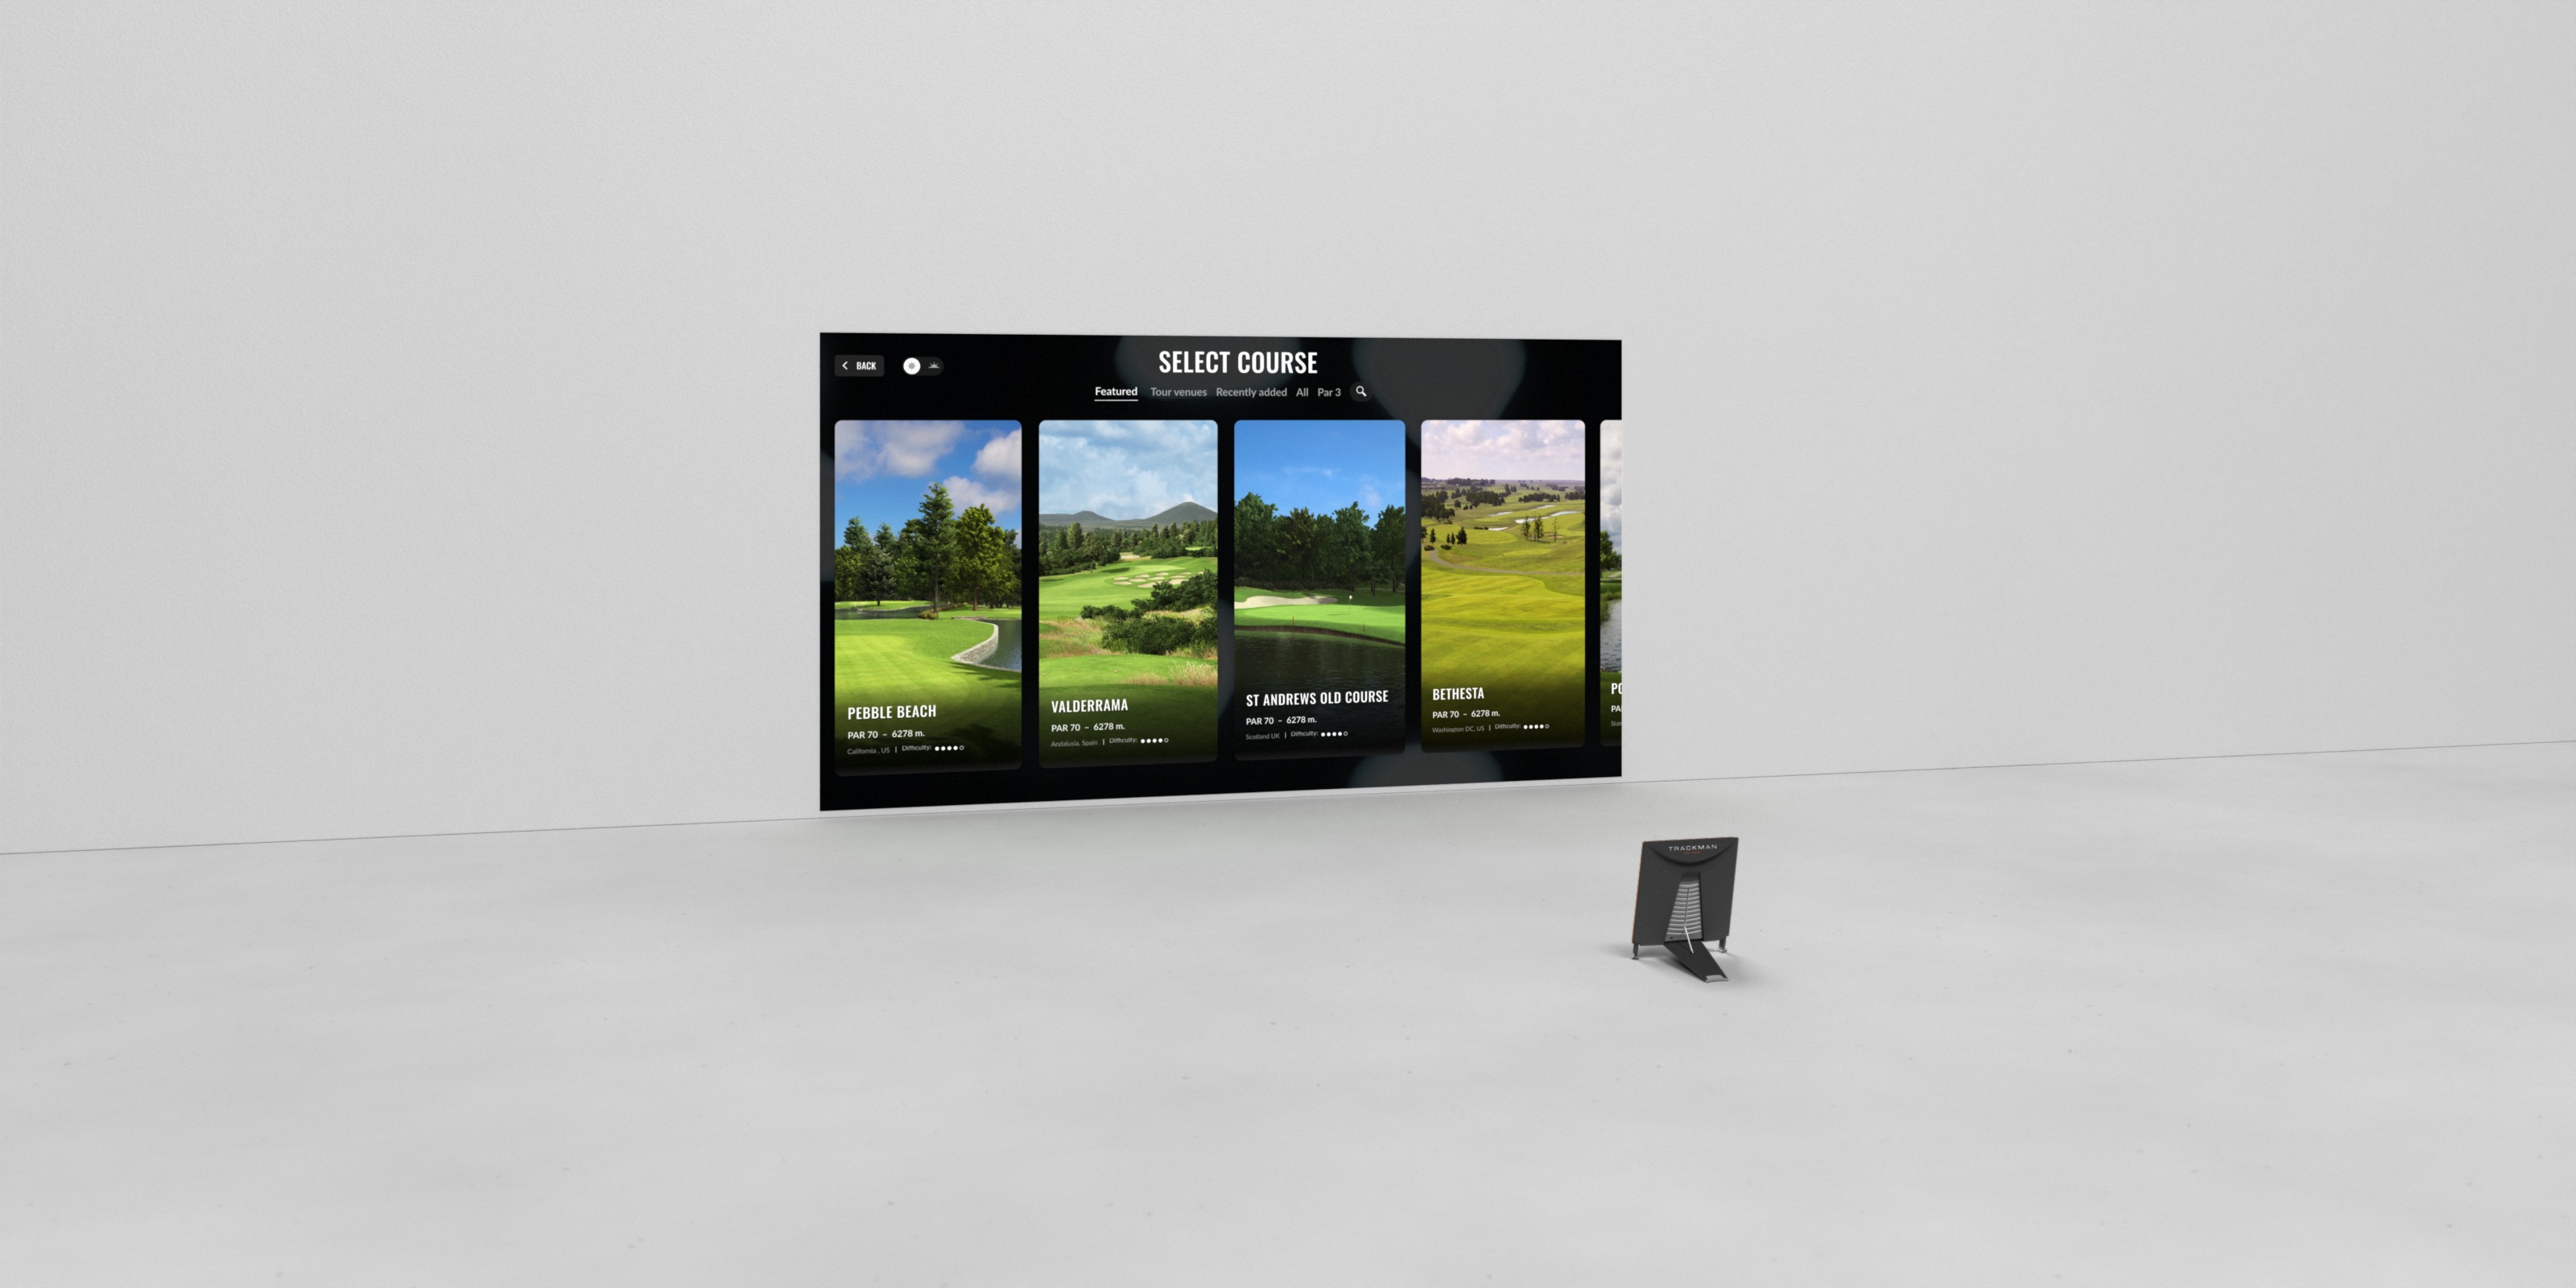 BACK
SELECT COURSE
Featured Tour venues Recently added All Par 3
PEBBLE BEACH
PAR 70 – 6278 m.
California , US | Difficulty:
VALDERRAMA
PAR 70 – 6278 m.
Andalusia, Spain | Difficulty:
ST ANDREWS OLD COURSE
PAR 70 – 6278 m.
Scotland UK | Difficulty:
BETHESTA
PAR 70 – 6278 m.
Washington DC, US | Difficulty:
TRACKMAN